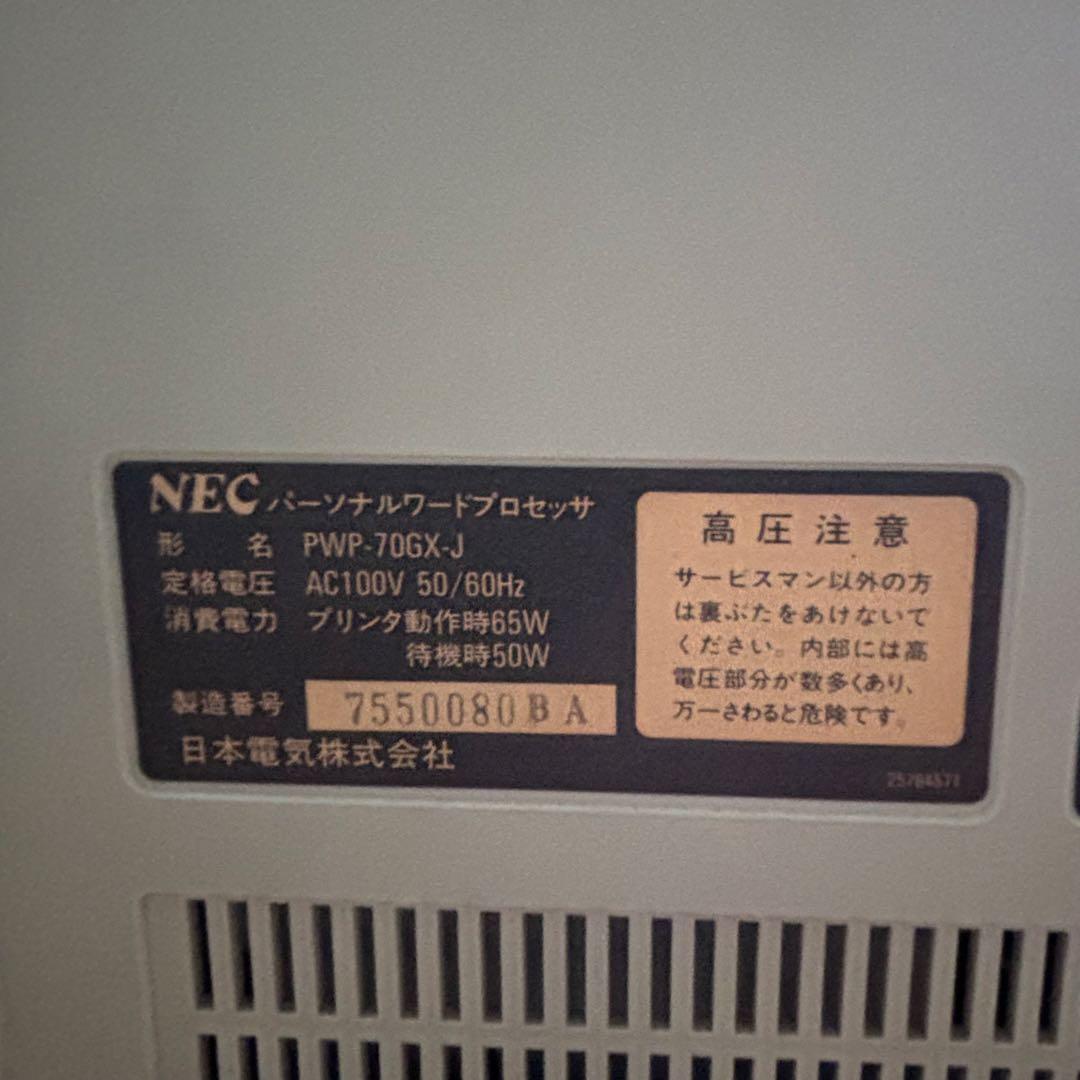 NEC パーソナルワードプロセッサ
形 名 PWP-70GX-J
定格電圧 AC100V 50/60Hz
消費電力 プリンタ動作時65W
待機時50W
製造番号 7550080BA
日本電気株式会社
高圧注意
サービスマン以外の方
は裏ぶたをあけないで
ください。内部には高
電圧部分が数多くあり、
万一さわると危険です。